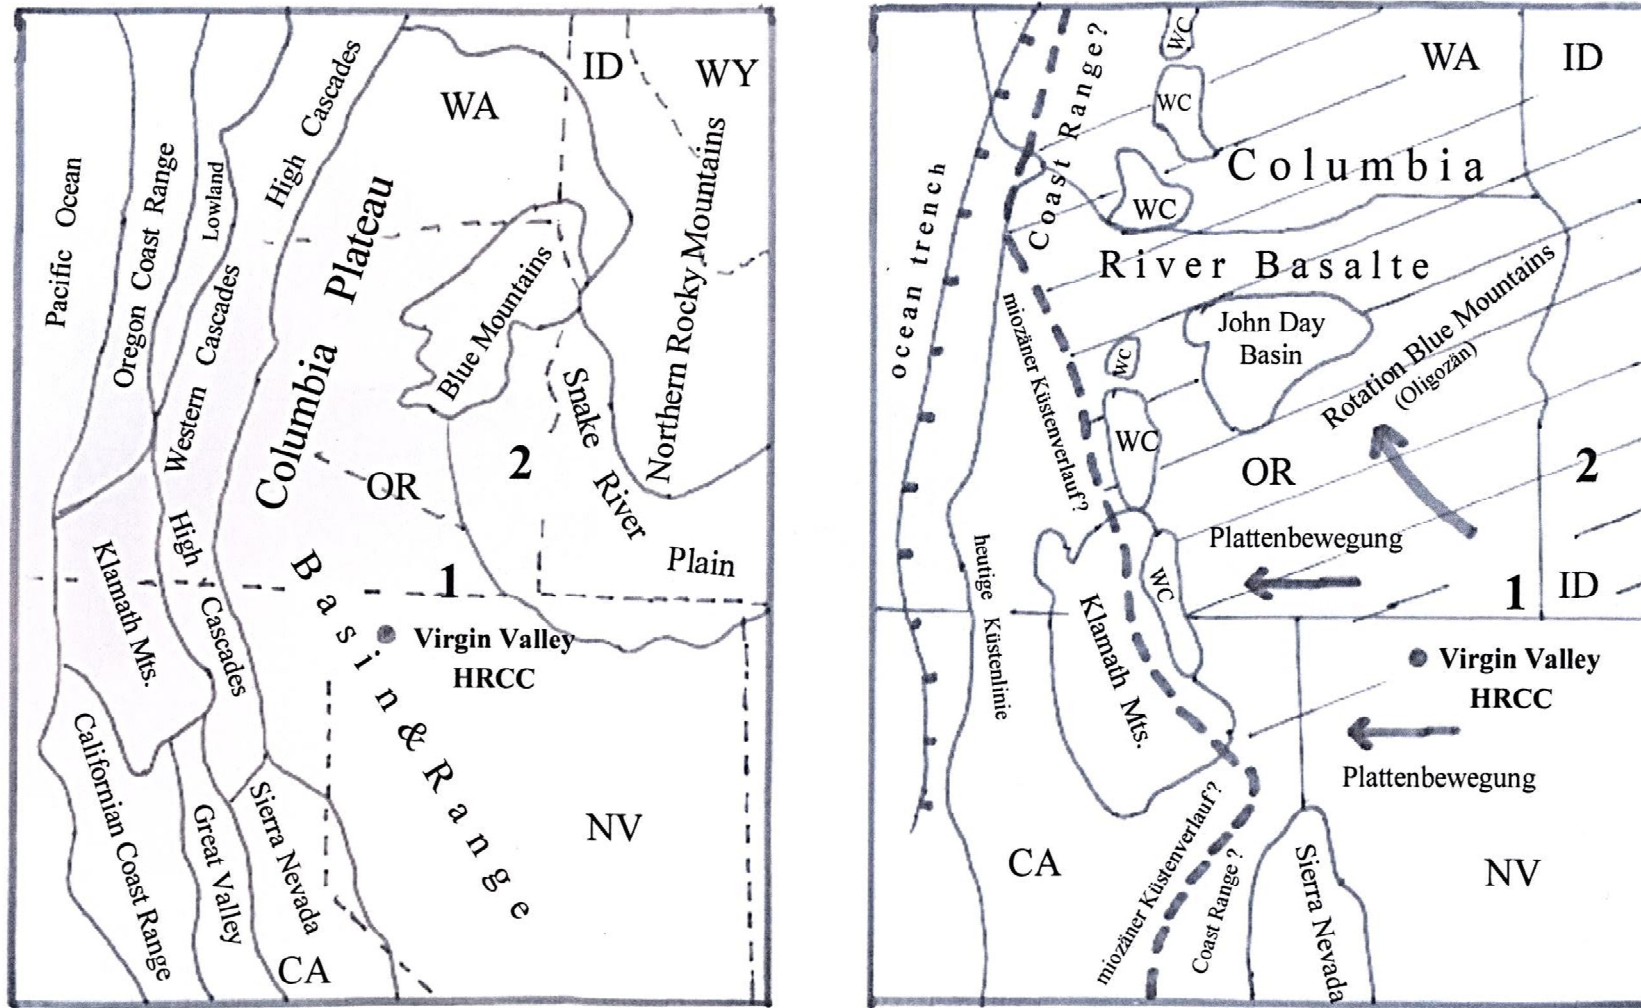 ID
WY
WA
High Cascades
Pacific Ocean
Oregon Coast Range
Lowland
Western Cascades
Columbia Plateau
Blue Mountains
Northern Rocky Mountains
Snake River
Plain
OR
2
1
Klamath Mts.
High Cascades
Basin & Range
Virgin Valley
HRCC
Californian Coast Range
Great Valley
Sierra Nevada
NV
CA
WC
WA
ID
Coast Range?
WC
Columbia
WC
ocean trench
River Basalte
John Day
Basin
Rotation Blue Mountains
(Oligozän)
miozäner Küstenverlauf?
WC
WC
OR
2
Plattenbewegung
heutige Küstenlinie
WC
1
ID
Klamath Mts.
Virgin Valley
HRCC
Plattenbewegung
miozäner Küstenverlauf?
Coast Range ?
CA
Sierra Nevada
NV